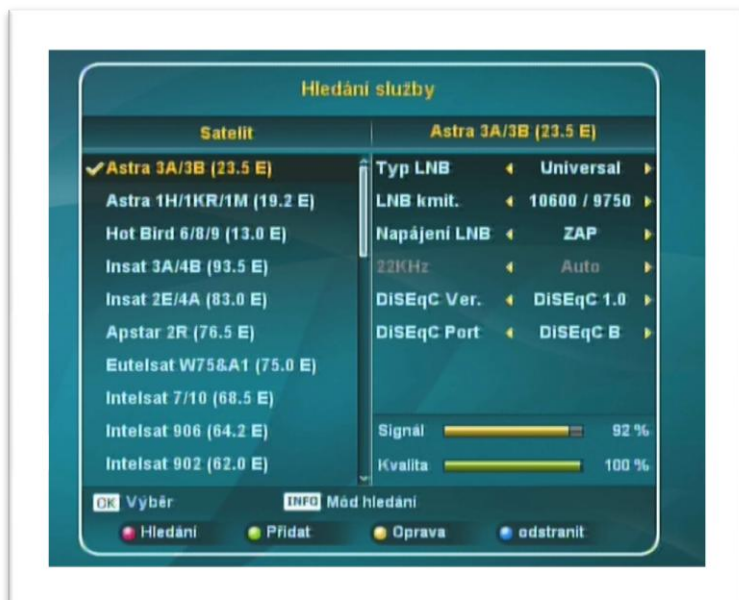 Hledání služby
Satelit
Astra 3A/3B (23.5 E)
Astra 3A/3B (23.5 E)
Astra 1H/1KR/1M (19.2 E)
Hot Bird 6/8/9 (13.0 E)
Insat 3A/4B (93.5 E)
Insat 2E/4A (83.0 E)
Apstar 2R (76.5 E)
Eutelsat W75&A1 (75.0 E)
Intelsat 7/10 (68.5 E)
Intelsat 906 (64.2 E)
Intelsat 902 (62.0 E)
Typ LNB Universal
LNB kmit. 10600 / 9750
Napájení LNB ZAP
22KHz Auto
DiSEqC Ver. DiSEqC 1.0
DiSEqC Port DiSEqC B
Signál 92 %
Kvalita 100 %
OK Výběr INFO Mód hledání
Hledání Přidat Oprava odstranit